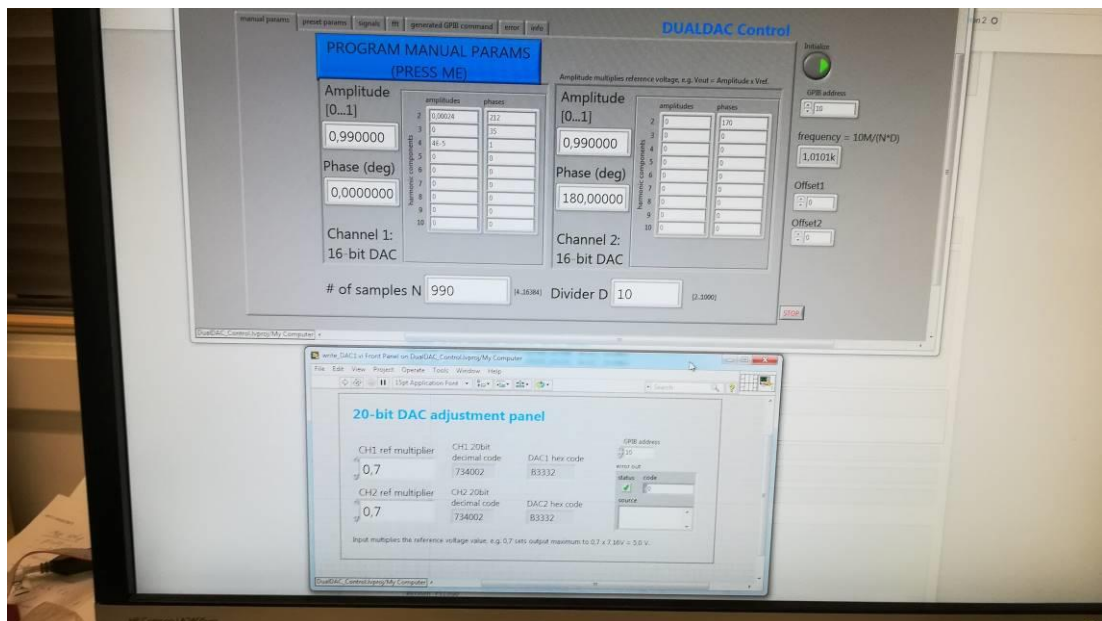 manual params preset params signals fft generated GPIB command error info
DUALDAC Control
PROGRAM MANUAL PARAMS
(PRESS ME)
Amplitude multiplies reference voltage, e.g. Vout = Amplitude x Vref.
Initialize
GPIB address
10
frequency = 10M/(N*D)
1,0101k
Offset1
0
Offset2
0
Amplitude
[0...1]
0,990000
Phase (deg)
0,0000000
Channel 1:
16-bit DAC
amplitudes phases
harmonic components
2 0,00024 212
3 0 35
4 4E-5 1
5 0 0
6 0 0
7 0 0
8 0 0
9 0 0
10 0 0
Amplitude
[0...1]
0,990000
Phase (deg)
180,00000
Channel 2:
16-bit DAC
amplitudes phases
harmonic components
2 0 170
3 0 0
4 0 0
5 0 0
6 0 0
7 0 0
8 0 0
9 0 0
10 0 0
# of samples N 990 [4..16384] Divider D 10 [2..1000]
STOP
DualDAC_Control.lvproj/My Computer
write_DAC1.vi Front Panel on DualDAC_Control.lvproj/My Computer
File Edit View Project Operate Tools Window Help
15pt Application Font Search
20-bit DAC adjustment panel
CH1 ref multiplier
0,7
CH1 20bit
decimal code
734002
DAC1 hex code
B3332
CH2 ref multiplier
0,7
CH2 20bit
decimal code
734002
DAC2 hex code
B3332
GPIB address
10
error out
status code
0
source
Input multiplies the reference voltage value, e.g. 0,7 sets output maximum to 0,7 x 7,16V = 5,0 V.
DualDAC_Control.lvproj/My Computer